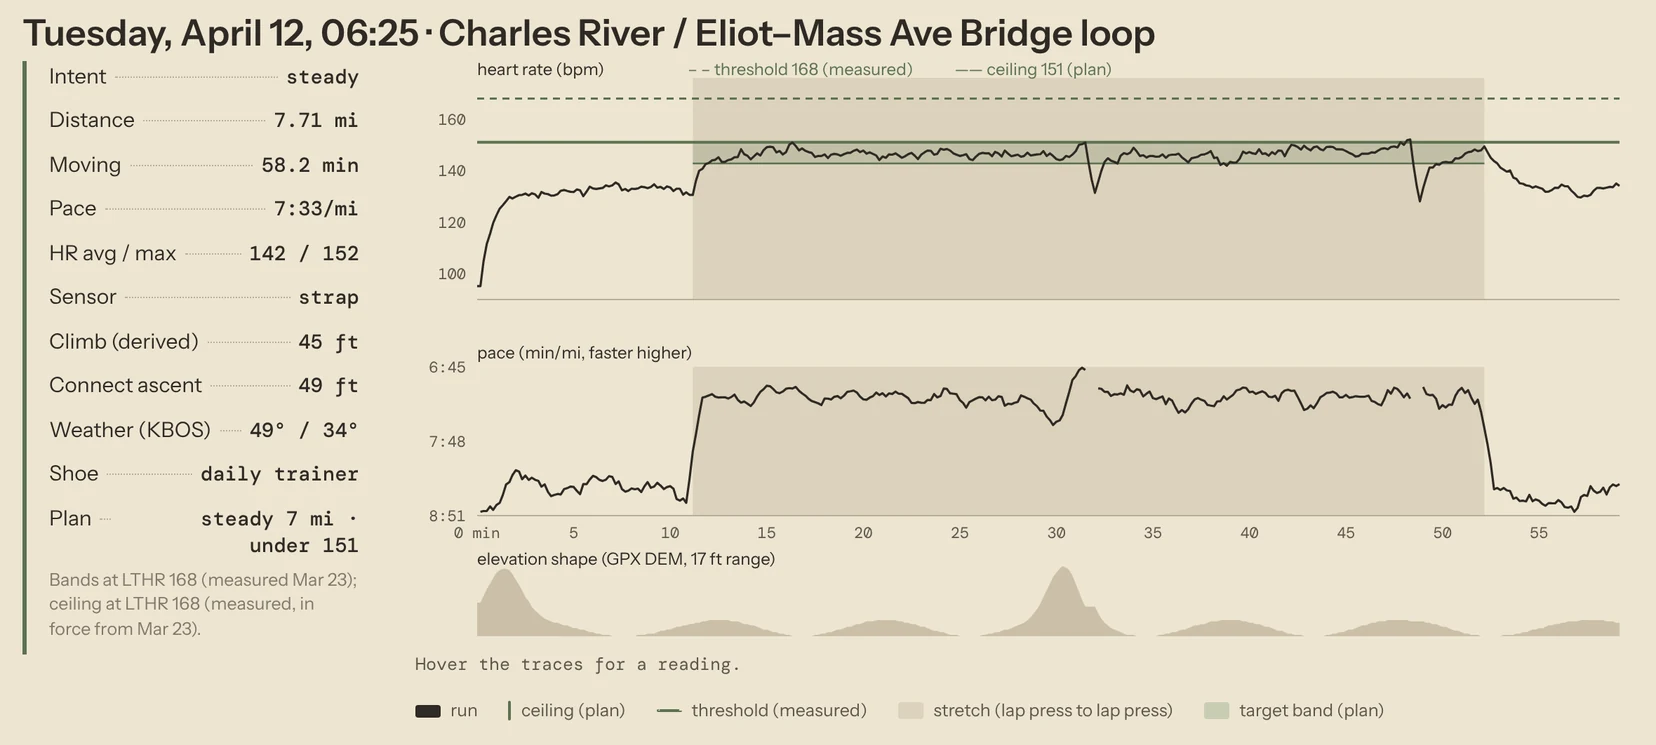 Tuesday, April 12, 06:25 · Charles River / Eliot–Mass Ave Bridge loop
Intent steady
Distance 7.71 mi
Moving 58.2 min
Pace 7:33/mi
HR avg / max 142 / 152
Sensor strap
Climb (derived) 45 ft
Connect ascent 49 ft
Weather (KBOS) 49° / 34°
Shoe daily trainer
Plan steady 7 mi ·
under 151
Bands at LTHR 168 (measured Mar 23);
ceiling at LTHR 168 (measured, in
force from Mar 23).
heart rate (bpm) – – threshold 168 (measured) —— ceiling 151 (plan)
160
140
120
100
pace (min/mi, faster higher)
6:45
7:48
8:51
0 min 5 10 15 20 25 30 35 40 45 50 55
elevation shape (GPX DEM, 17 ft range)
Hover the traces for a reading.
run ceiling (plan) threshold (measured) stretch (lap press to lap press) target band (plan)